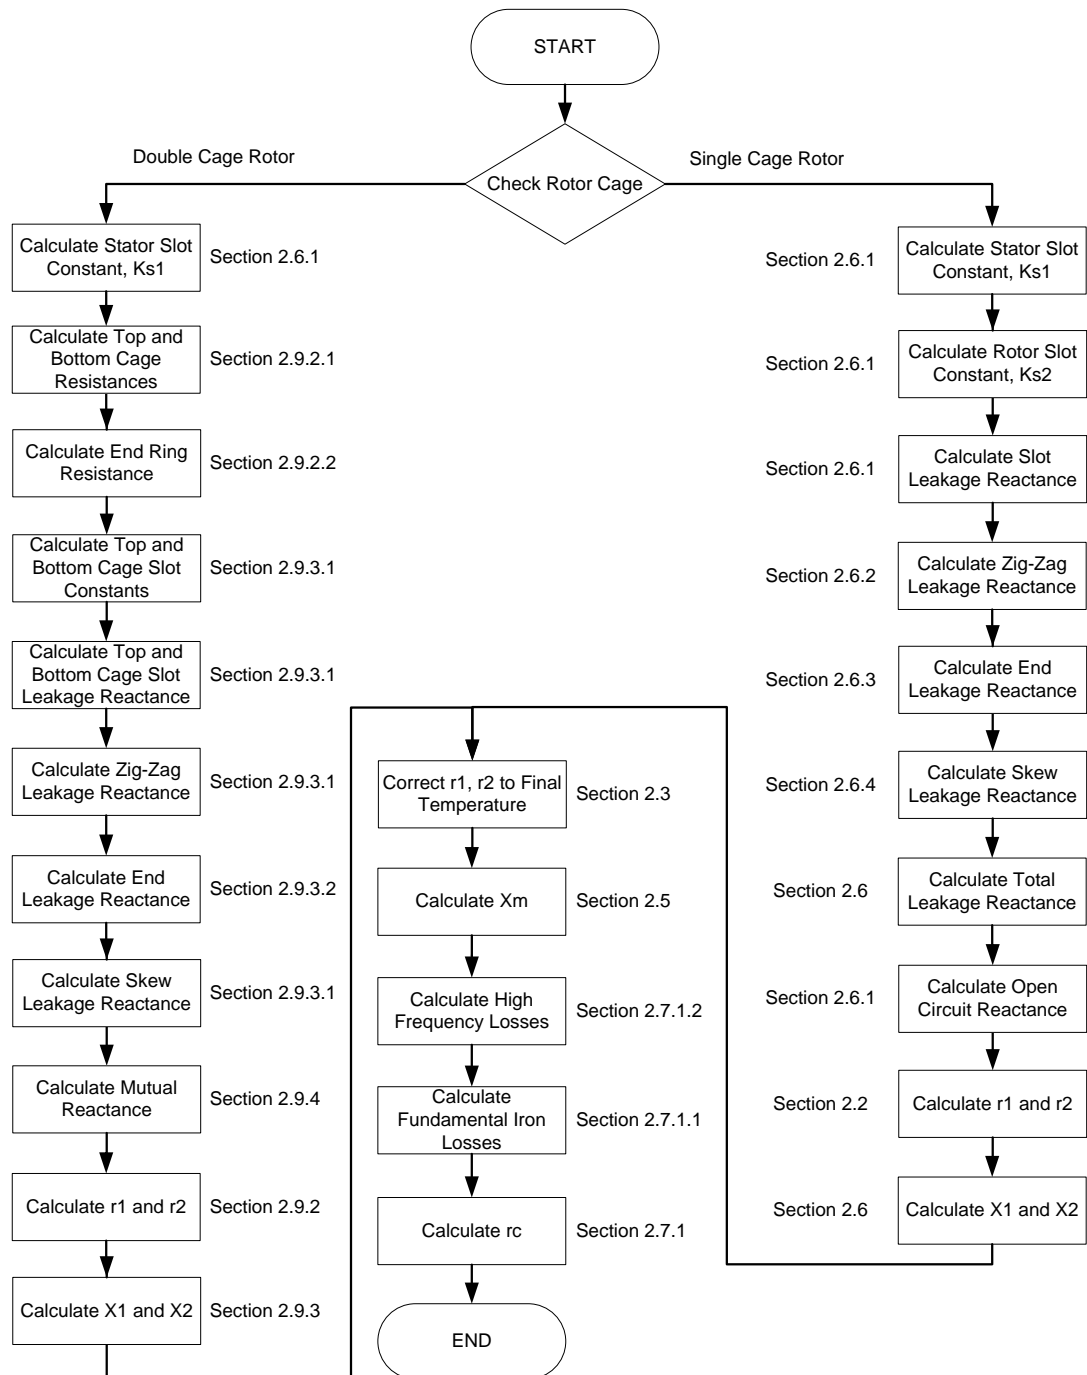 START
Double Cage Rotor
Single Cage Rotor
Check Rotor Cage
Calculate Stator Slot
Constant, Ks1
Section 2.6.1
Calculate Top and
Bottom Cage
Resistances
Section 2.9.2.1
Calculate End Ring
Resistance
Section 2.9.2.2
Calculate Top and
Bottom Cage Slot
Constants
Section 2.9.3.1
Calculate Top and
Bottom Cage Slot
Leakage Reactance
Section 2.9.3.1
Calculate Zig-Zag
Leakage Reactance
Section 2.9.3.1
Calculate End
Leakage Reactance
Section 2.9.3.2
Calculate Skew
Leakage Reactance
Section 2.9.3.1
Calculate Mutual
Reactance
Section 2.9.4
Calculate r1 and r2
Section 2.9.2
Calculate X1 and X2
Section 2.9.3
Section 2.6.1
Calculate Stator Slot
Constant, Ks1
Section 2.6.1
Calculate Rotor Slot
Constant, Ks2
Section 2.6.1
Calculate Slot
Leakage Reactance
Section 2.6.2
Calculate Zig-Zag
Leakage Reactance
Section 2.6.3
Calculate End
Leakage Reactance
Section 2.6.4
Calculate Skew
Leakage Reactance
Section 2.6
Calculate Total
Leakage Reactance
Section 2.6.1
Calculate Open
Circuit Reactance
Section 2.2
Calculate r1 and r2
Section 2.6
Calculate X1 and X2
Correct r1, r2 to Final
Temperature
Section 2.3
Calculate Xm
Section 2.5
Calculate High
Frequency Losses
Section 2.7.1.2
Calculate
Fundamental Iron
Losses
Section 2.7.1.1
Calculate rc
Section 2.7.1
END